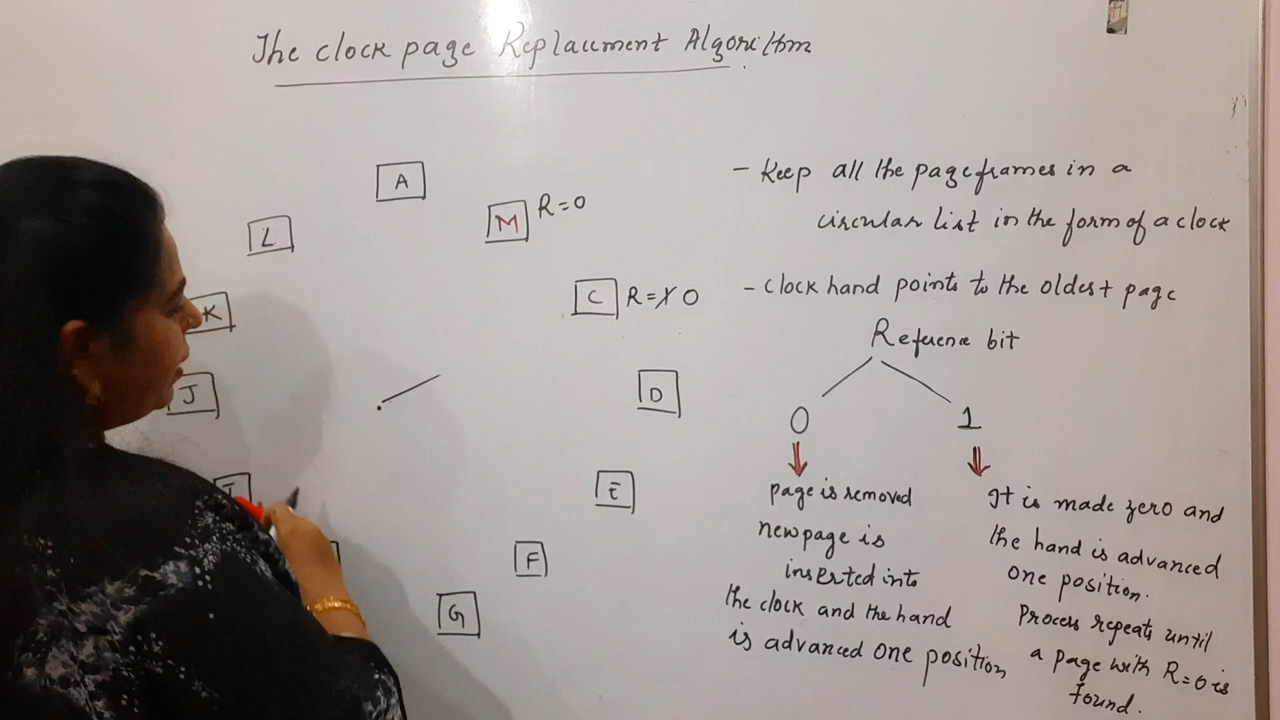 The clock page Replacement Algorithm
A
L
M R=0
K
C R=1 0
J
D
I
E
F
G
- Keep all the pageframes in a
circular list in the form of a clock
- clock hand points to the oldest page
Reference bit
0
1
page is removed
newpage is
inserted into
the clock and the hand
is advanced one position
It is made zero and
the hand is advanced
one position.
Process repeats until
a page with R=0 is
found.